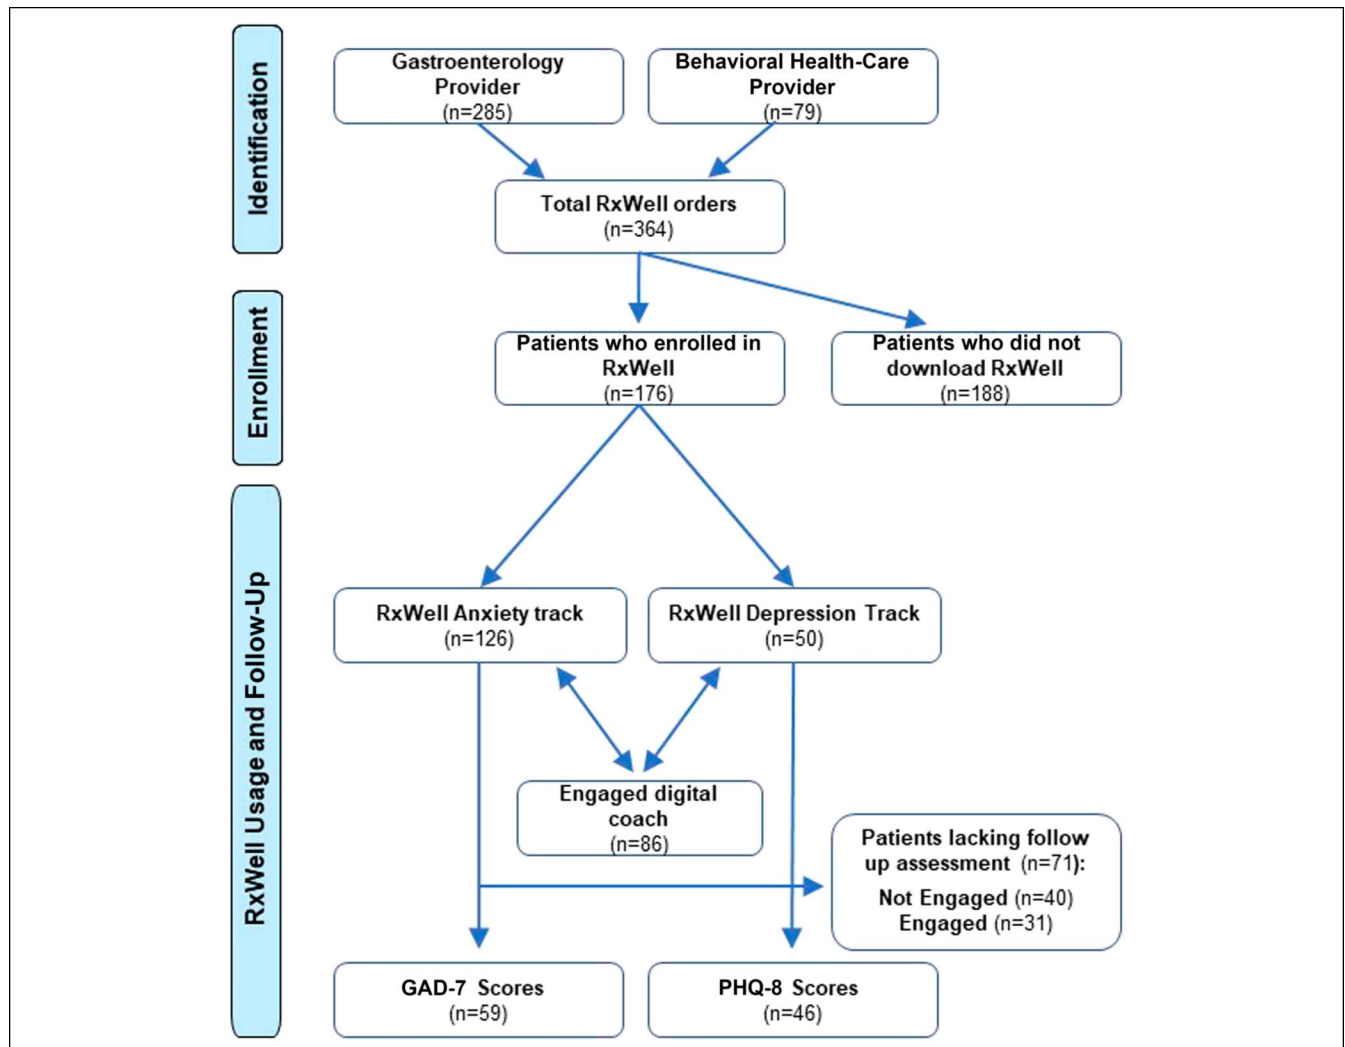 Identification
Gastroenterology
Provider
(n=285)
Behavioral Health-Care
Provider
(n=79)
Total RxWell orders
(n=364)
Enrollment
Patients who enrolled in
RxWell
(n=176)
Patients who did not
download RxWell
(n=188)
RxWell Usage and Follow-Up
RxWell Anxiety track
(n=126)
RxWell Depression Track
(n=50)
Engaged digital
coach
(n=86)
Patients lacking follow
up assessment (n=71):
Not Engaged (n=40)
Engaged (n=31)
GAD-7 Scores
(n=59)
PHQ-8 Scores
(n=46)